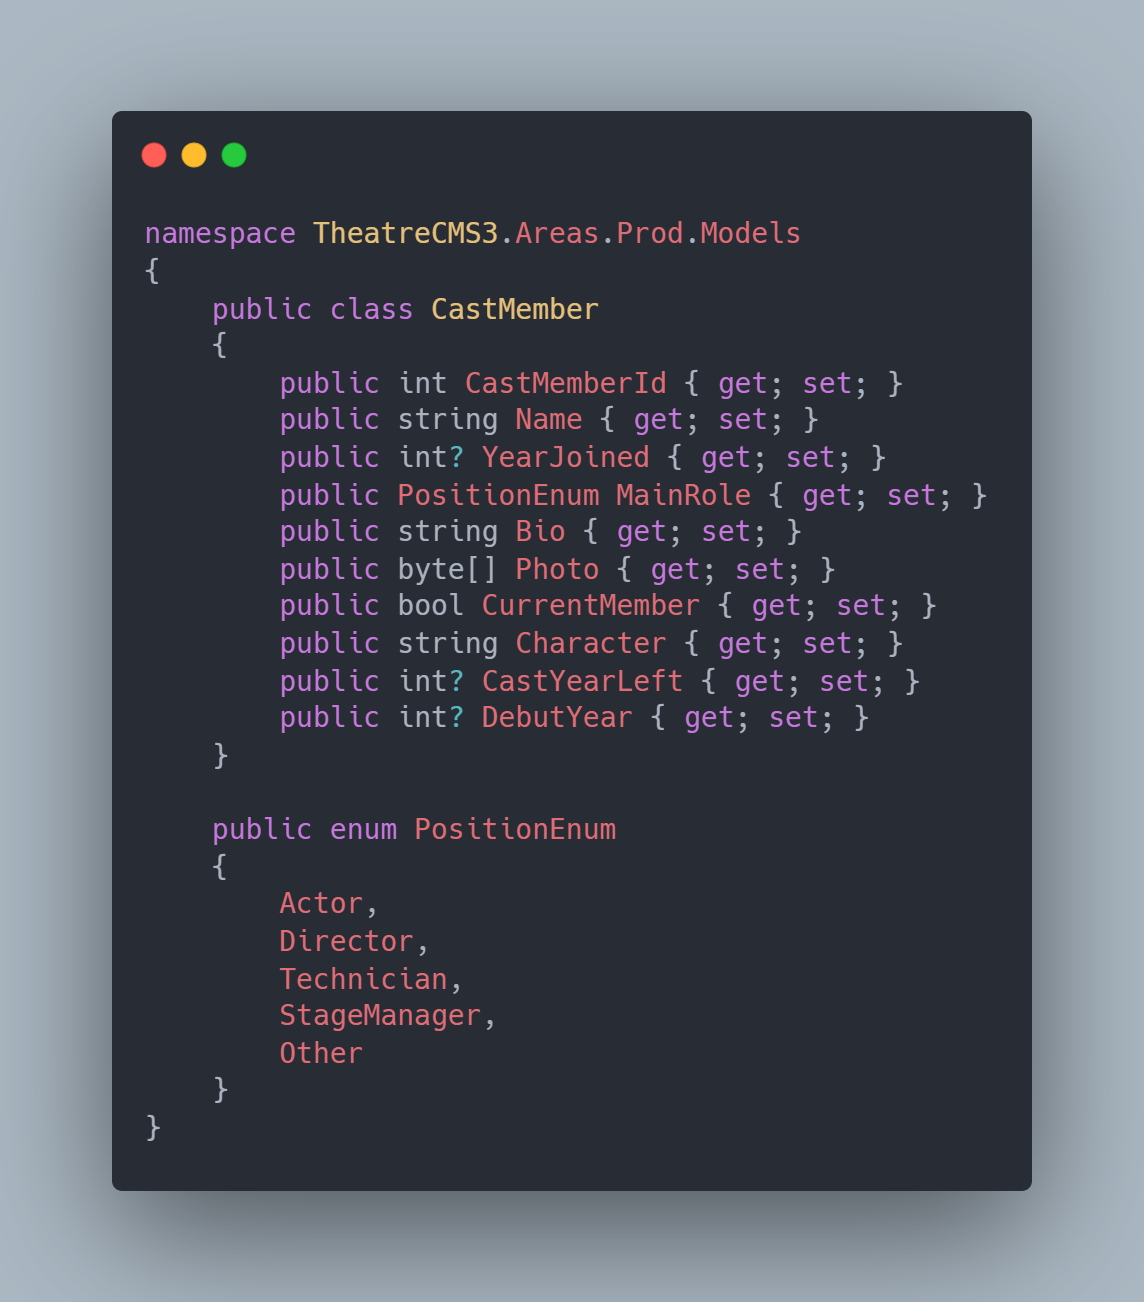 namespace TheatreCMS3.Areas.Prod.Models
{
    public class CastMember
    {
        public int CastMemberId { get; set; }
        public string Name { get; set; }
        public int? YearJoined { get; set; }
        public PositionEnum MainRole { get; set; }
        public string Bio { get; set; }
        public byte[] Photo { get; set; }
        public bool CurrentMember { get; set; }
        public string Character { get; set; }
        public int? CastYearLeft { get; set; }
        public int? DebutYear { get; set; }
    }

    public enum PositionEnum
    {
        Actor,
        Director,
        Technician,
        StageManager,
        Other
    }
}